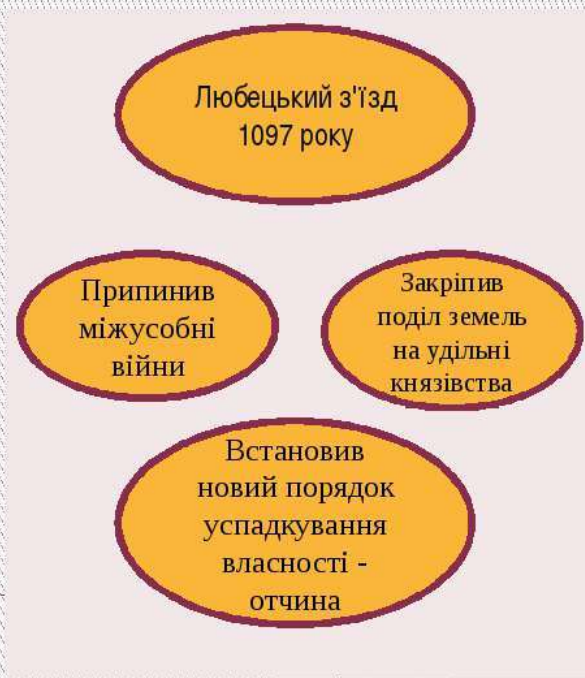 Любецький з'їзд
1097 року
Припинив
міжусобні
війни
Закріпив
поділ земель
на удільні
князівства
Встановив
новий порядок
успадкування
власності -
отчина